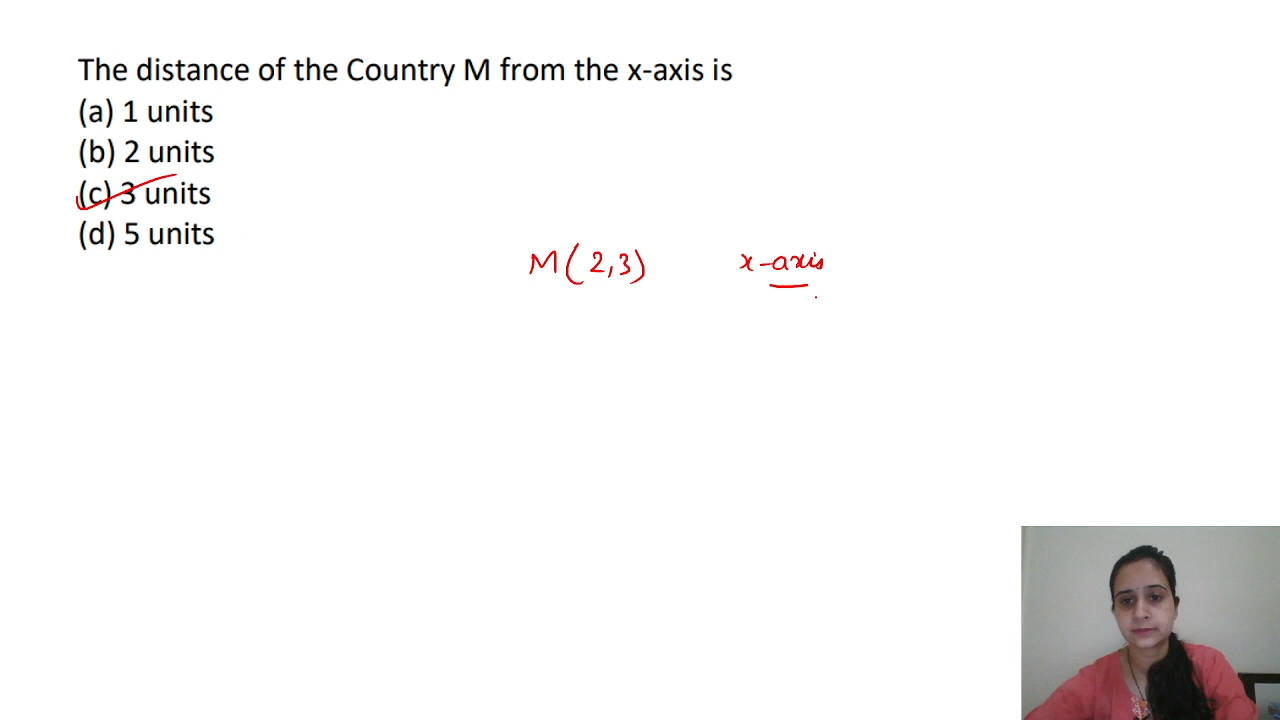 The distance of the Country M from the x-axis is
(a) 1 units
(b) 2 units
(c) 3 units
(d) 5 units
M(2,3) x-axis